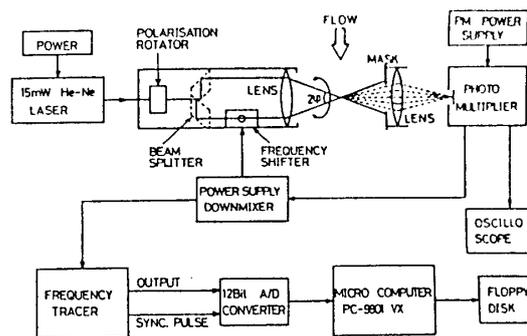 POWER
15mW He-Ne
LASER
POLARISATION
ROTATOR
BEAM
SPLITTER
LENS
FREQUENCY
SHIFTER
2φ
FLOW
MASK
LENS
PM POWER
SUPPLY
PHOTO
MULTIPLIER
POWER SUPPLY
DOWNMIXER
OSCILLO
SCOPE
FREQUENCY
TRACER
OUTPUT
SYNC. PULSE
12Bit A/D
CONVERTER
MICRO COMPUTER
PC-9801 VX
FLOPPY
DISK